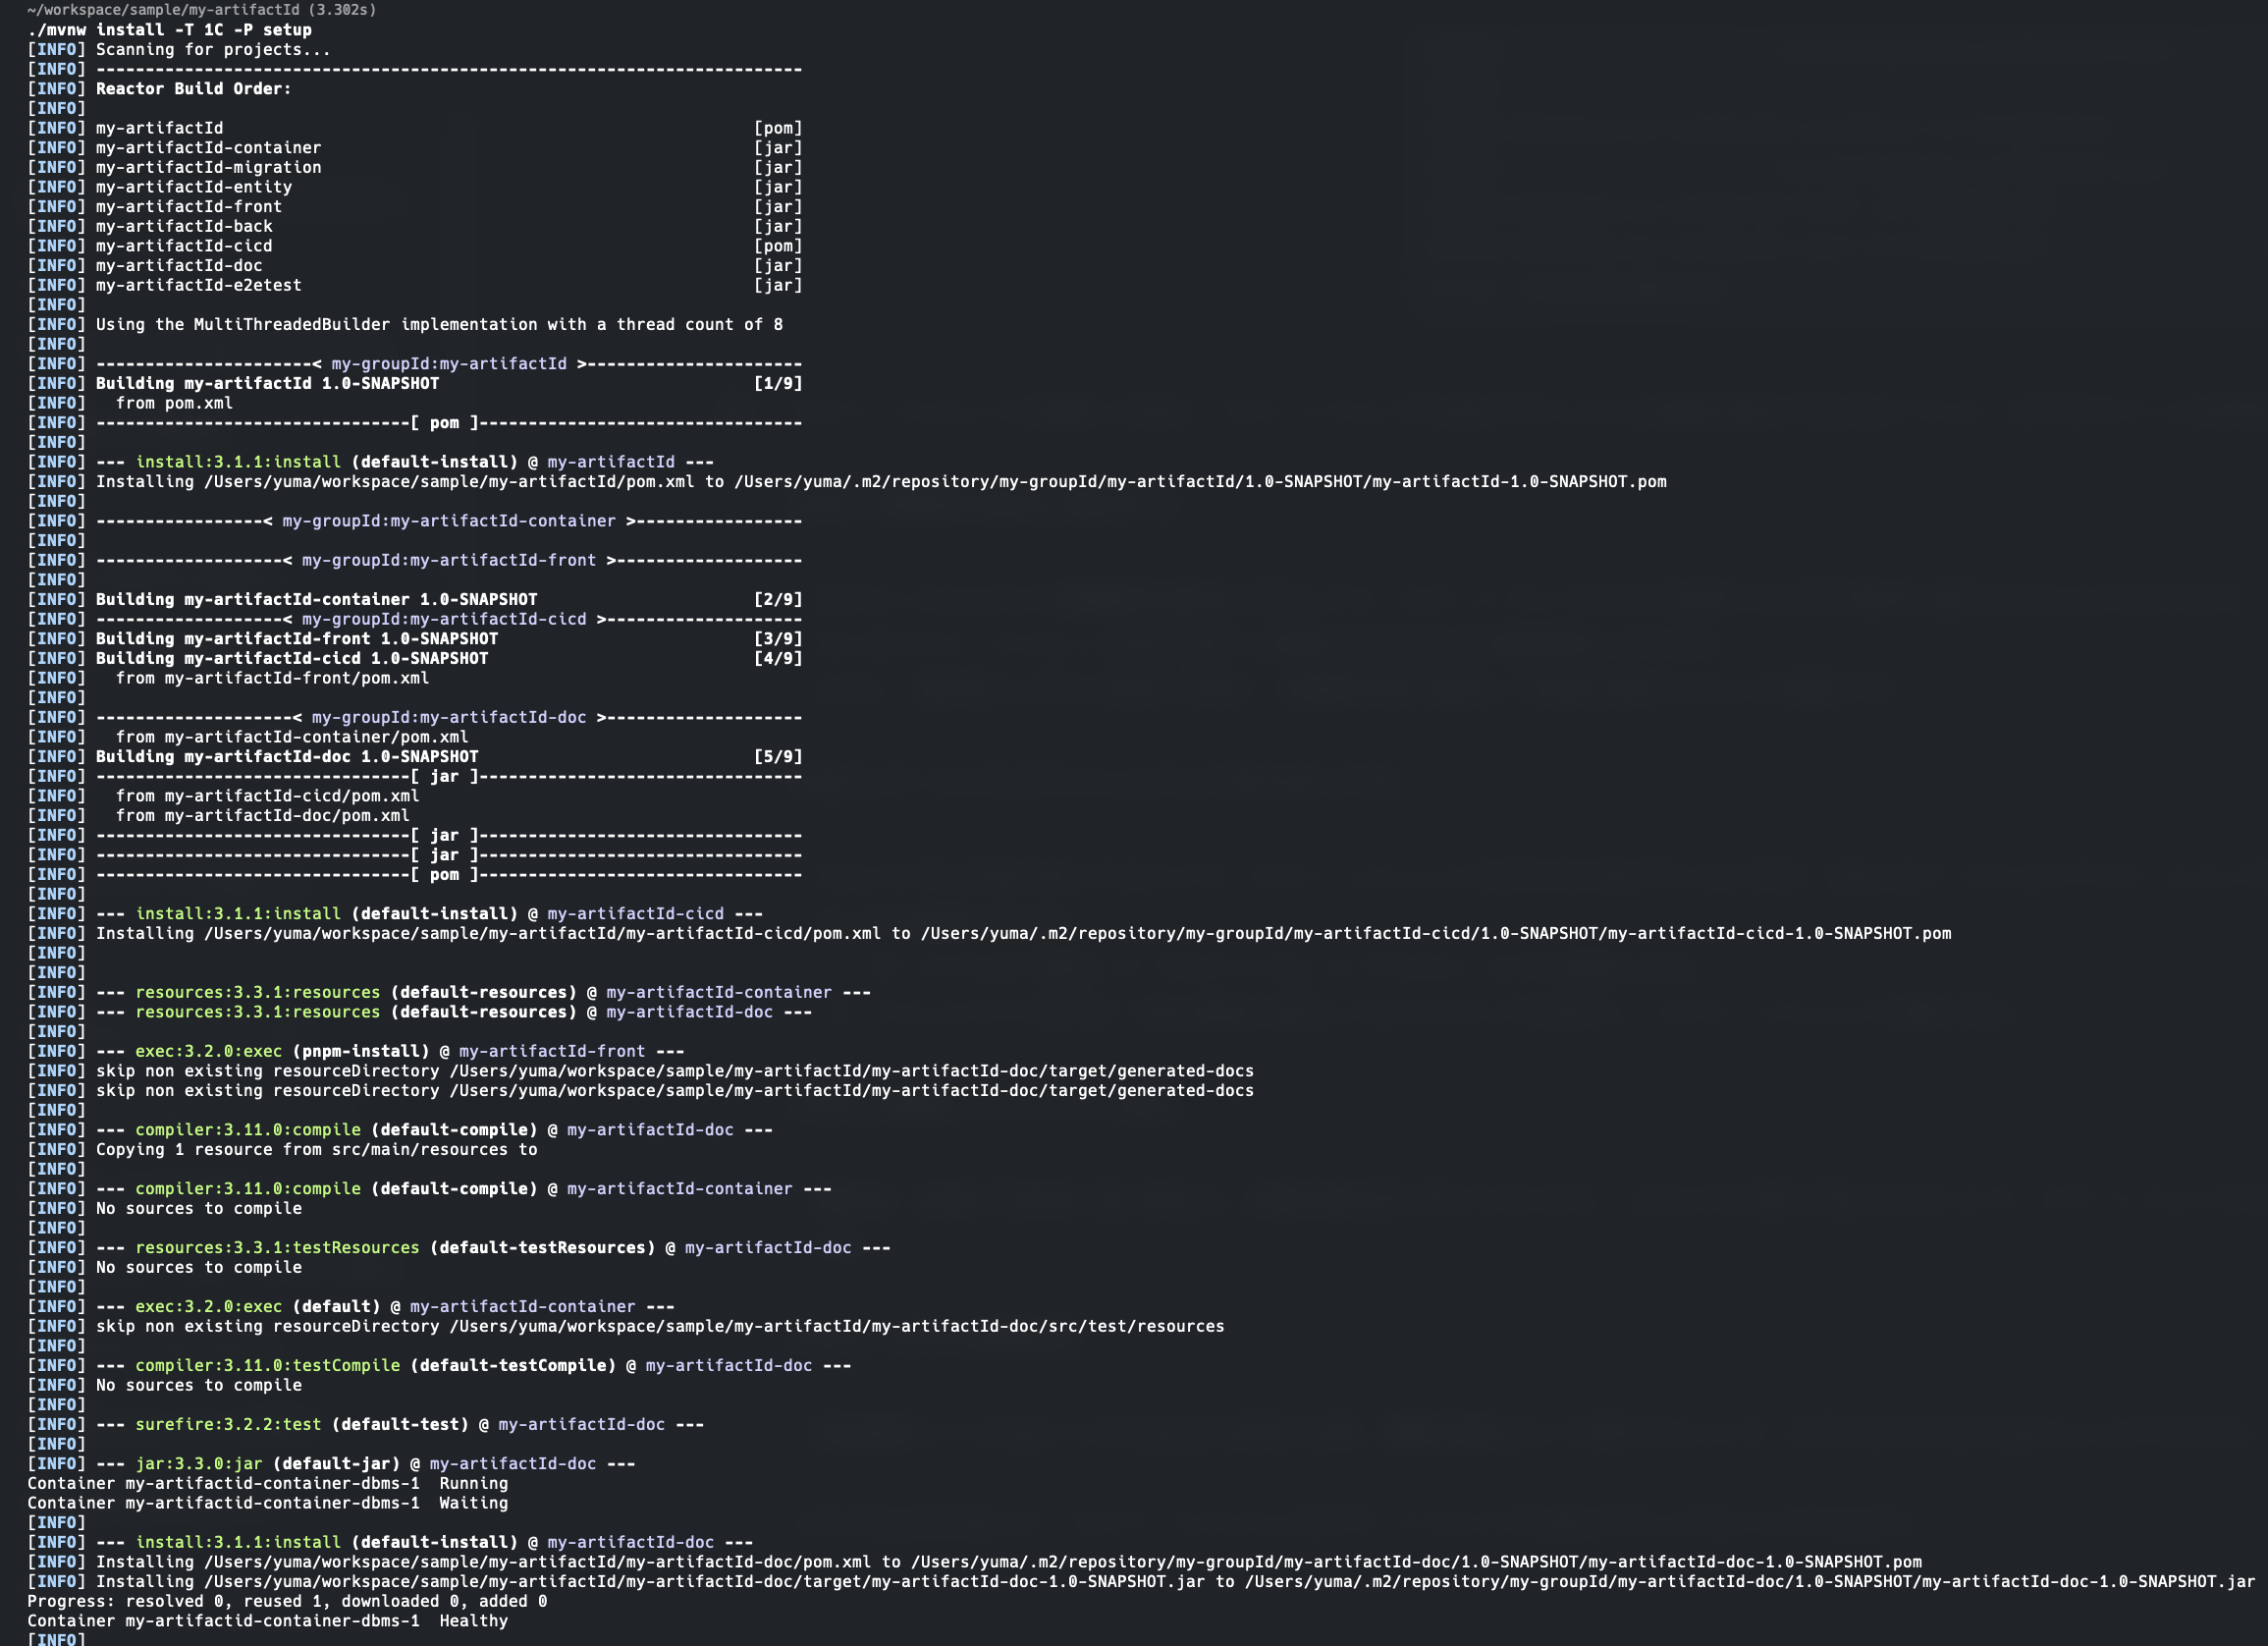 ~/workspace/sample/my-artifactId (3.302s)
./mvnw install -T 1C -P setup
[INFO] Scanning for projects...
[INFO] ------------------------------------------------------------------------
[INFO] Reactor Build Order:
[INFO]
[INFO] my-artifactId                                                      [pom]
[INFO] my-artifactId-container                                            [jar]
[INFO] my-artifactId-migration                                            [jar]
[INFO] my-artifactId-entity                                               [jar]
[INFO] my-artifactId-front                                                [jar]
[INFO] my-artifactId-back                                                 [jar]
[INFO] my-artifactId-cicd                                                 [pom]
[INFO] my-artifactId-doc                                                  [jar]
[INFO] my-artifactId-e2etest                                              [jar]
[INFO]
[INFO] Using the MultiThreadedBuilder implementation with a thread count of 8
[INFO]
[INFO] ----------------------< my-groupId:my-artifactId >----------------------
[INFO] Building my-artifactId 1.0-SNAPSHOT                                [1/9]
[INFO]   from pom.xml
[INFO] --------------------------------[ pom ]---------------------------------
[INFO]
[INFO] --- install:3.1.1:install (default-install) @ my-artifactId ---
[INFO] Installing /Users/yuma/workspace/sample/my-artifactId/pom.xml to /Users/yuma/.m2/repository/my-groupId/my-artifactId/1.0-SNAPSHOT/my-artifactId-1.0-SNAPSHOT.pom
[INFO]
[INFO] -----------------< my-groupId:my-artifactId-container >-----------------
[INFO]
[INFO] -------------------< my-groupId:my-artifactId-front >-------------------
[INFO]
[INFO] Building my-artifactId-container 1.0-SNAPSHOT                      [2/9]
[INFO] -------------------< my-groupId:my-artifactId-cicd >--------------------
[INFO] Building my-artifactId-front 1.0-SNAPSHOT                          [3/9]
[INFO] Building my-artifactId-cicd 1.0-SNAPSHOT                           [4/9]
[INFO]   from my-artifactId-front/pom.xml
[INFO]
[INFO] --------------------< my-groupId:my-artifactId-doc >--------------------
[INFO]   from my-artifactId-container/pom.xml
[INFO] Building my-artifactId-doc 1.0-SNAPSHOT                            [5/9]
[INFO] --------------------------------[ jar ]---------------------------------
[INFO]   from my-artifactId-cicd/pom.xml
[INFO]   from my-artifactId-doc/pom.xml
[INFO] --------------------------------[ jar ]---------------------------------
[INFO] --------------------------------[ jar ]---------------------------------
[INFO] --------------------------------[ pom ]---------------------------------
[INFO]
[INFO] --- install:3.1.1:install (default-install) @ my-artifactId-cicd ---
[INFO] Installing /Users/yuma/workspace/sample/my-artifactId/my-artifactId-cicd/pom.xml to /Users/yuma/.m2/repository/my-groupId/my-artifactId-cicd/1.0-SNAPSHOT/my-artifactId-cicd-1.0-SNAPSHOT.pom
[INFO]
[INFO]
[INFO] --- resources:3.3.1:resources (default-resources) @ my-artifactId-container ---
[INFO] --- resources:3.3.1:resources (default-resources) @ my-artifactId-doc ---
[INFO]
[INFO] --- exec:3.2.0:exec (pnpm-install) @ my-artifactId-front ---
[INFO] skip non existing resourceDirectory /Users/yuma/workspace/sample/my-artifactId/my-artifactId-doc/target/generated-docs
[INFO] skip non existing resourceDirectory /Users/yuma/workspace/sample/my-artifactId/my-artifactId-doc/target/generated-docs
[INFO]
[INFO] --- compiler:3.11.0:compile (default-compile) @ my-artifactId-doc ---
[INFO] Copying 1 resource from src/main/resources to
[INFO]
[INFO] --- compiler:3.11.0:compile (default-compile) @ my-artifactId-container ---
[INFO] No sources to compile
[INFO]
[INFO] --- resources:3.3.1:testResources (default-testResources) @ my-artifactId-doc ---
[INFO] No sources to compile
[INFO]
[INFO] --- exec:3.2.0:exec (default) @ my-artifactId-container ---
[INFO] skip non existing resourceDirectory /Users/yuma/workspace/sample/my-artifactId/my-artifactId-doc/src/test/resources
[INFO]
[INFO] --- compiler:3.11.0:testCompile (default-testCompile) @ my-artifactId-doc ---
[INFO] No sources to compile
[INFO]
[INFO] --- surefire:3.2.2:test (default-test) @ my-artifactId-doc ---
[INFO]
[INFO] --- jar:3.3.0:jar (default-jar) @ my-artifactId-doc ---
Container my-artifactid-container-dbms-1  Running
Container my-artifactid-container-dbms-1  Waiting
[INFO]
[INFO] --- install:3.1.1:install (default-install) @ my-artifactId-doc ---
[INFO] Installing /Users/yuma/workspace/sample/my-artifactId/my-artifactId-doc/pom.xml to /Users/yuma/.m2/repository/my-groupId/my-artifactId-doc/1.0-SNAPSHOT/my-artifactId-doc-1.0-SNAPSHOT.pom
[INFO] Installing /Users/yuma/workspace/sample/my-artifactId/my-artifactId-doc/target/my-artifactId-doc-1.0-SNAPSHOT.jar to /Users/yuma/.m2/repository/my-groupId/my-artifactId-doc/1.0-SNAPSHOT/my-artifactId-doc-1.0-SNAPSHOT.jar
Progress: resolved 0, reused 1, downloaded 0, added 0
Container my-artifactid-container-dbms-1  Healthy
[INFO]